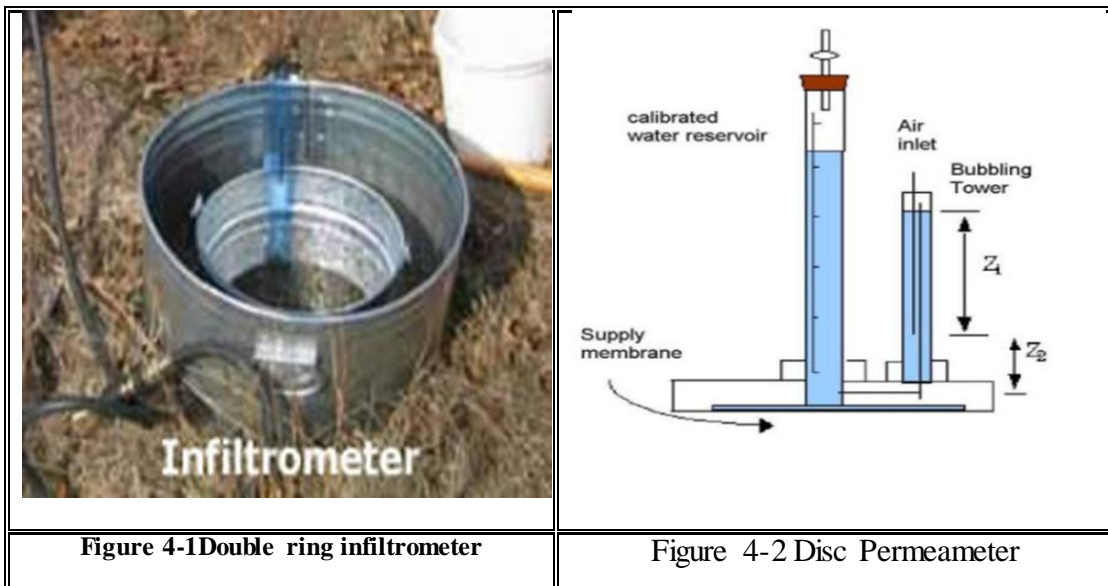 Infiltrometer
calibrated
water reservoir
Air
inlet
Bubbling
Tower
Z1
Supply
membrane
Z2
Figure 4-1Double ring infiltrometer
Figure 4-2 Disc Permeameter